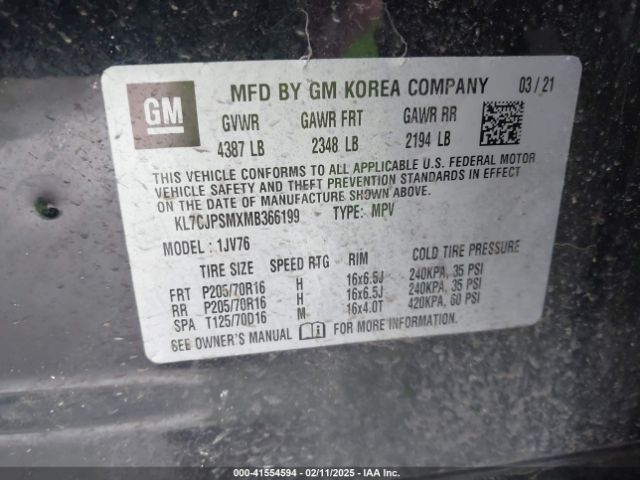 GM
MFD BY GM KOREA COMPANY 03 / 21
GVWR GAWR FRT GAWR RR
4387 LB 2348 LB 2194 LB
THIS VEHICLE CONFORMS TO ALL APPLICABLE U.S. FEDERAL MOTOR
VEHICLE SAFETY AND THEFT PREVENTION STANDARDS IN EFFECT
ON THE DATE OF MANUFACTURE SHOWN ABOVE.
KL7CJPSMXMB366199 TYPE: MPV
MODEL : 1JV76
TIRE SIZE SPEED RTG RIM COLD TIRE PRESSURE
FRT P205/70R16 H 16x6.5J 240KPA, 35 PSI
RR P205/70R16 H 16x6.5J 240KPA, 35 PSI
SPA T125/70D16 M 16x4.0T 420KPA, 60 PSI
SEE OWNER'S MANUAL i FOR MORE INFORMATION.
000-41554594 - 02/11/2025 - IAA Inc.